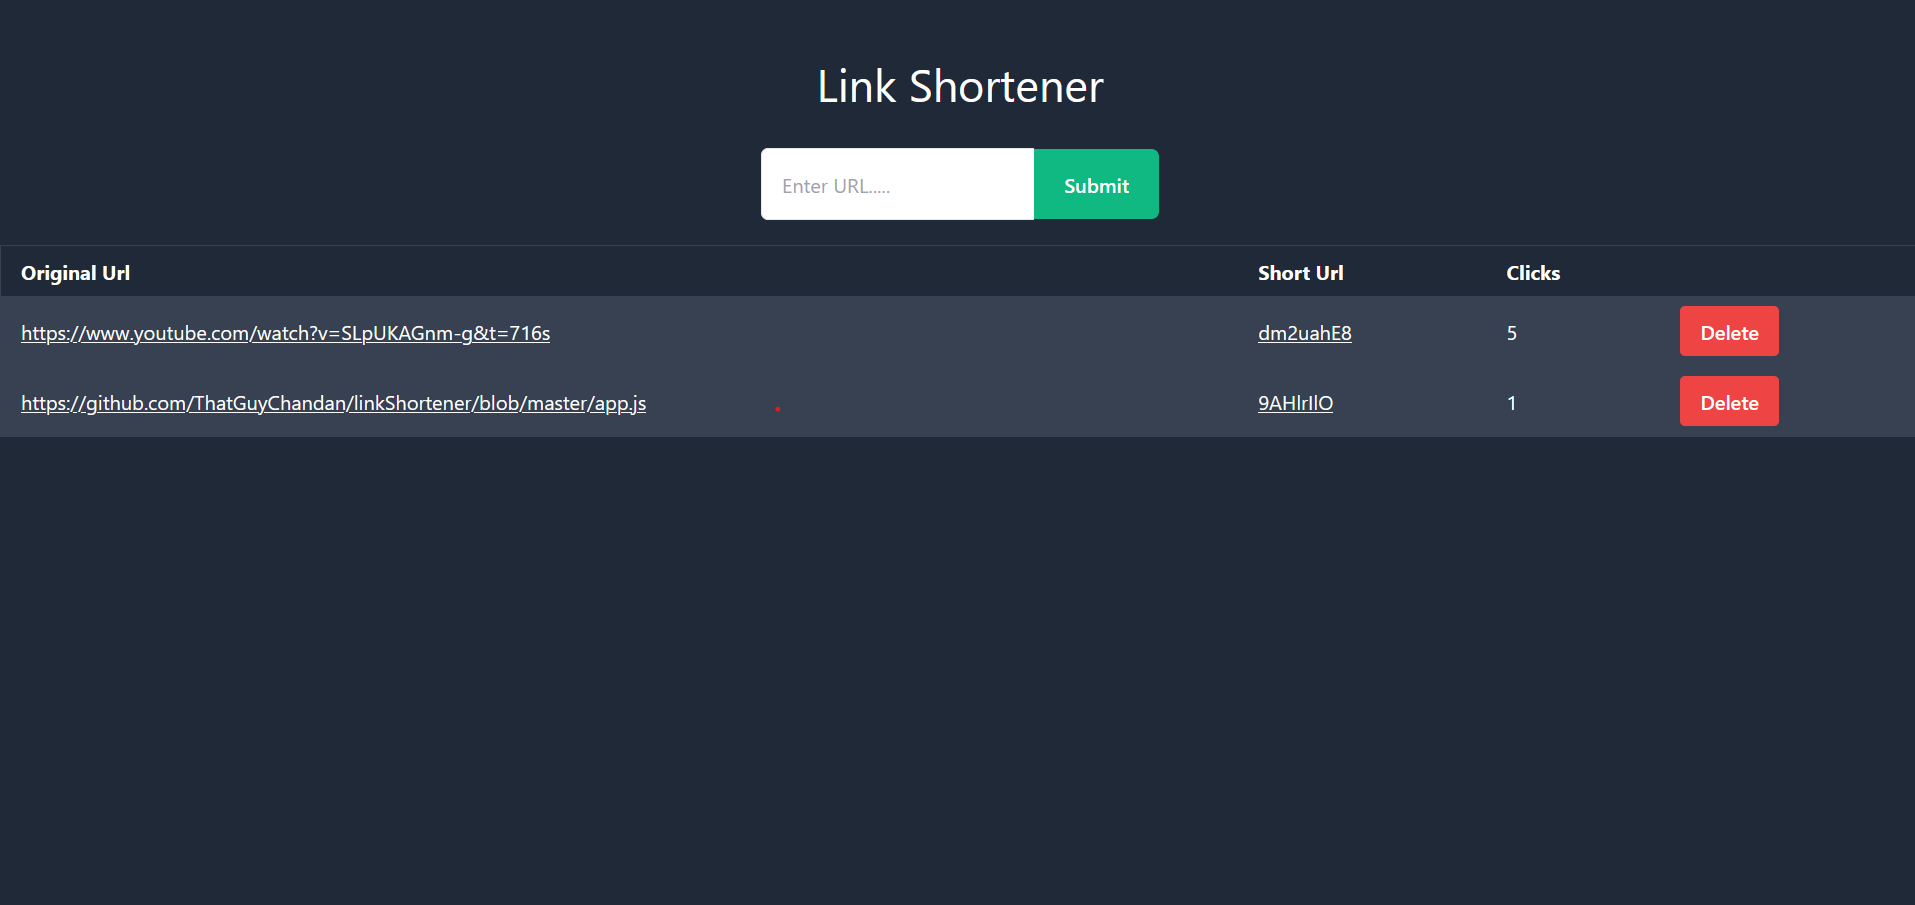 Link Shortener
Enter URL.....
Submit
Original Url Short Url Clicks
https://www.youtube.com/watch?v=SLpUKAGnm-g&t=716s dm2uahE8 5 Delete
https://github.com/ThatGuyChandan/linkShortener/blob/master/app.js 9AHlrIlO 1 Delete